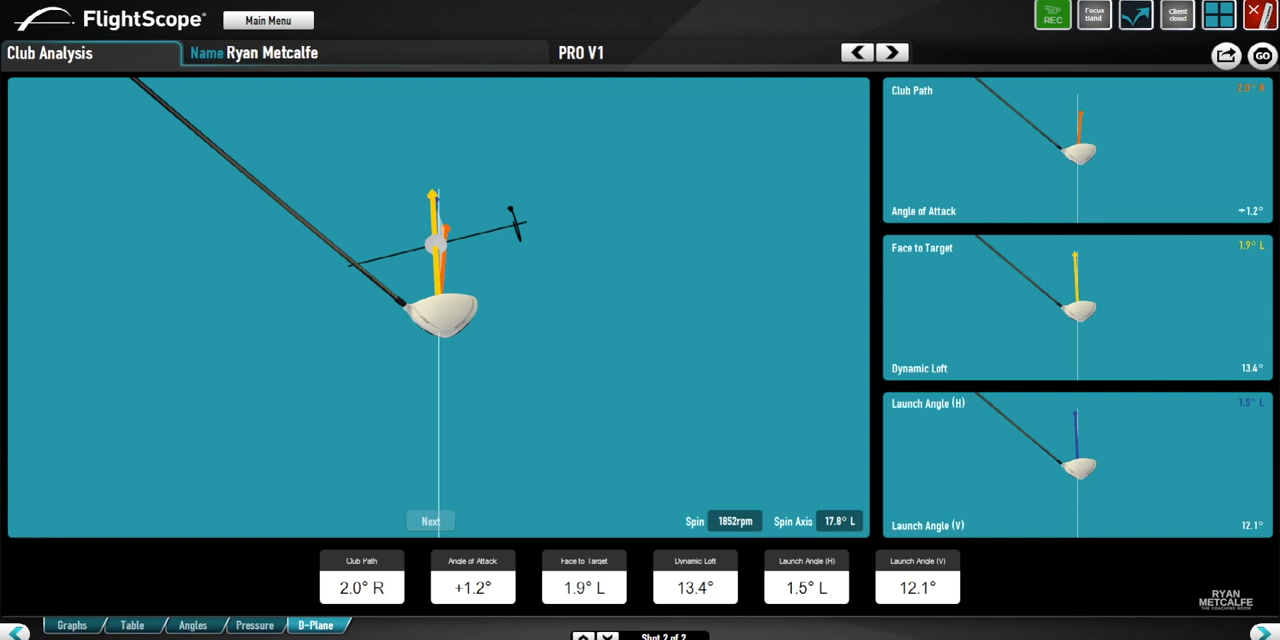 FlightScope®
Main Menu
REC
Focus Band
Client closed
Club Analysis
Name Ryan Metcalfe
PRO V1
GO
Club Path
2.0° R
Angle of Attack
+1.2°
Face to Target
1.9° L
Dynamic Loft
13.4°
Launch Angle (H)
1.5° L
Launch Angle (V)
12.1°
Next
Spin 1852rpm Spin Axis 17.8° L
Club Path
2.0° R
Angle of Attack
+1.2°
Face to Target
1.9° L
Dynamic Loft
13.4°
Launch Angle (H)
1.5° L
Launch Angle (V)
12.1°
RYAN
METCALFE
THE COACHING ROOM
Graphs Table Angles Pressure D-Plane
Shot 2 of 2